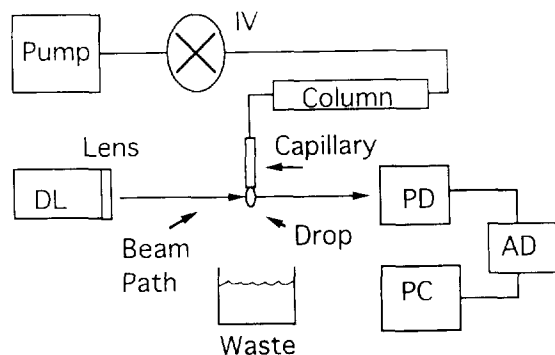 IV
Pump
Column
Lens
Capillary
DL
PD
Beam
Path
Drop
AD
PC
Waste